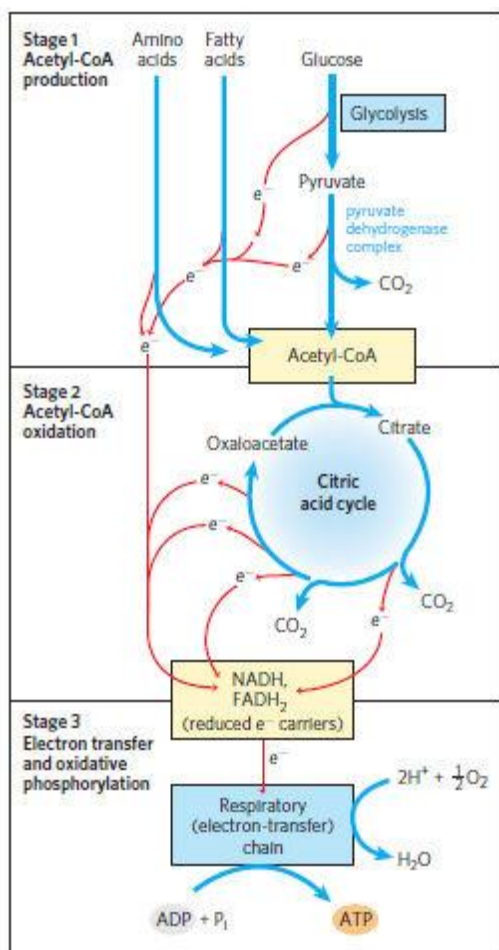 Stage 1
Acetyl-CoA
production
Amino
acids
Fatty
acids
Glucose
Glycolysis
e⁻
Pyruvate
pyruvate
dehydrogenase
complex
e⁻
e⁻
CO₂
e⁻
Acetyl-CoA
Stage 2
Acetyl-CoA
oxidation
Oxaloacetate
Citrate
e⁻
Citric
acid cycle
e⁻
e⁻
CO₂
e⁻
CO₂
NADH,
FADH₂
(reduced e⁻ carriers)
Stage 3
Electron transfer
and oxidative
phosphorylation
e⁻
2H⁺ + ½O₂
Respiratory
(electron-transfer)
chain
H₂O
ADP + Pᵢ
ATP